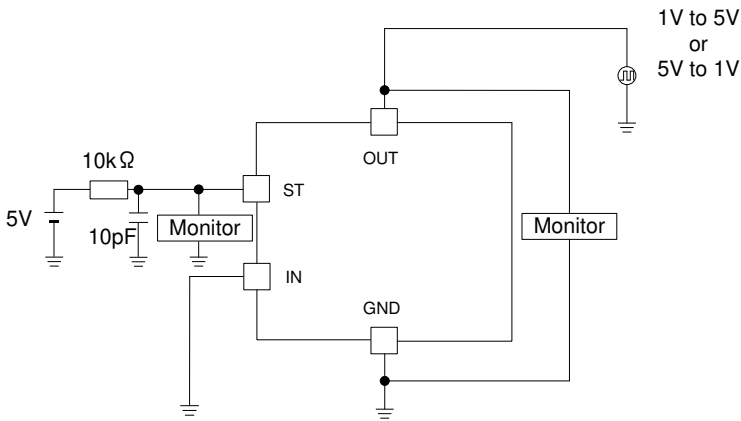 1V to 5V
or
5V to 1V
OUT
10kΩ
ST
5V
10pF
Monitor
Monitor
IN
GND